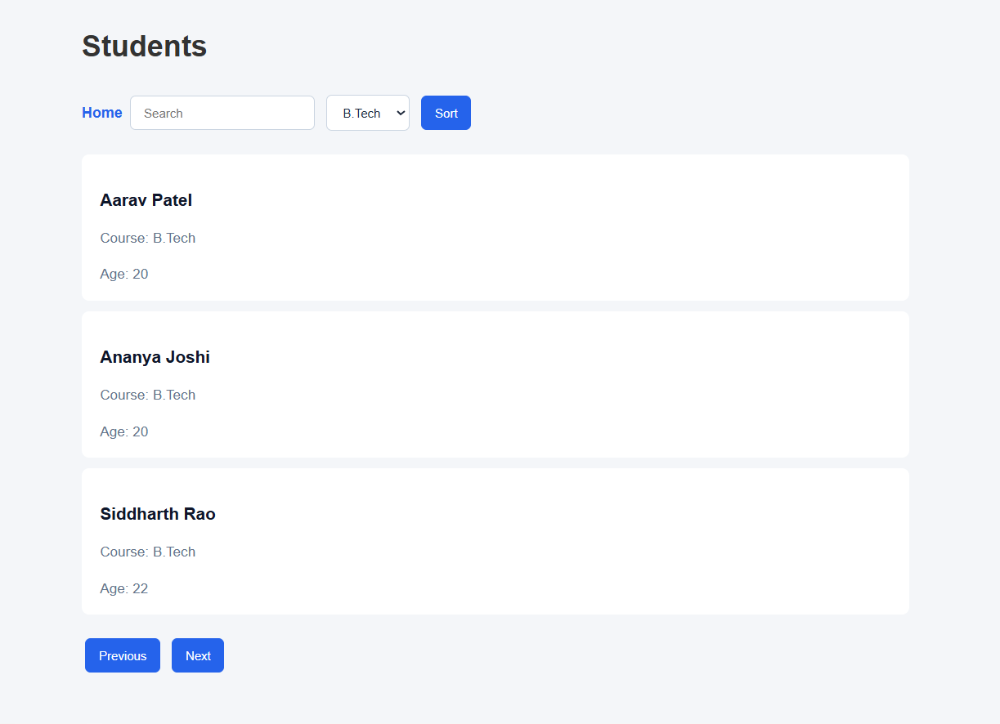 Students
Home Search B.Tech Sort
Aarav Patel
Course: B.Tech
Age: 20
Ananya Joshi
Course: B.Tech
Age: 20
Siddharth Rao
Course: B.Tech
Age: 22
Previous Next